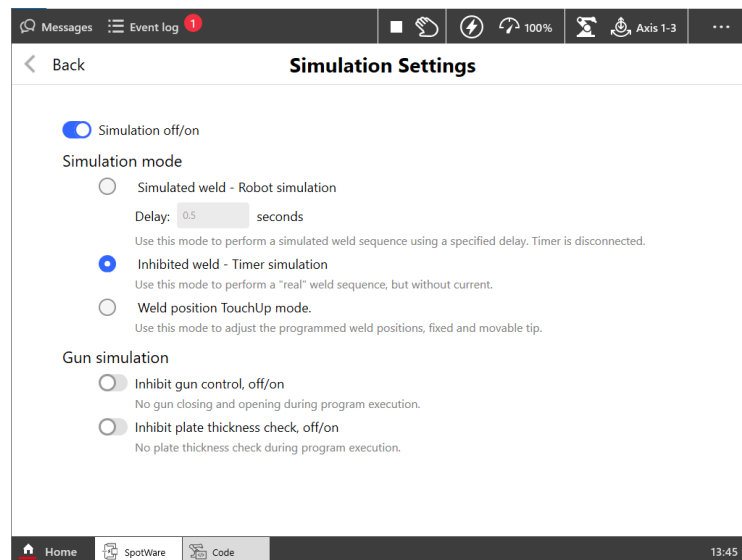 Messages Event log 1 100% Axis 1-3 ...
Back Simulation Settings
Simulation off/on
Simulation mode
Simulated weld - Robot simulation
Delay: 0.5 seconds
Use this mode to perform a simulated weld sequence using a specified delay. Timer is disconnected.
Inhibited weld - Timer simulation
Use this mode to perform a "real" weld sequence, but without current.
Weld position TouchUp mode.
Use this mode to adjust the programmed weld positions, fixed and movable tip.
Gun simulation
Inhibit gun control, off/on
No gun closing and opening during program execution.
Inhibit plate thickness check, off/on
No plate thickness check during program execution.
Home SpotWare Code 13:45